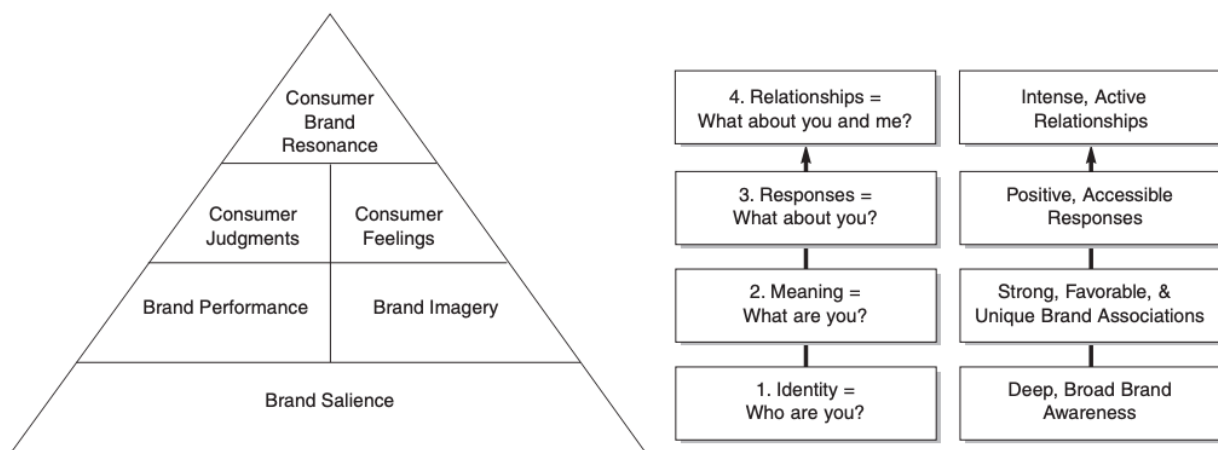 Consumer
Brand
Resonance
Consumer
Judgments
Consumer
Feelings
Brand Performance
Brand Imagery
Brand Salience
4. Relationships =
What about you and me?
Intense, Active
Relationships
3. Responses =
What about you?
Positive, Accessible
Responses
2. Meaning =
What are you?
Strong, Favorable, &
Unique Brand Associations
1. Identity =
Who are you?
Deep, Broad Brand
Awareness